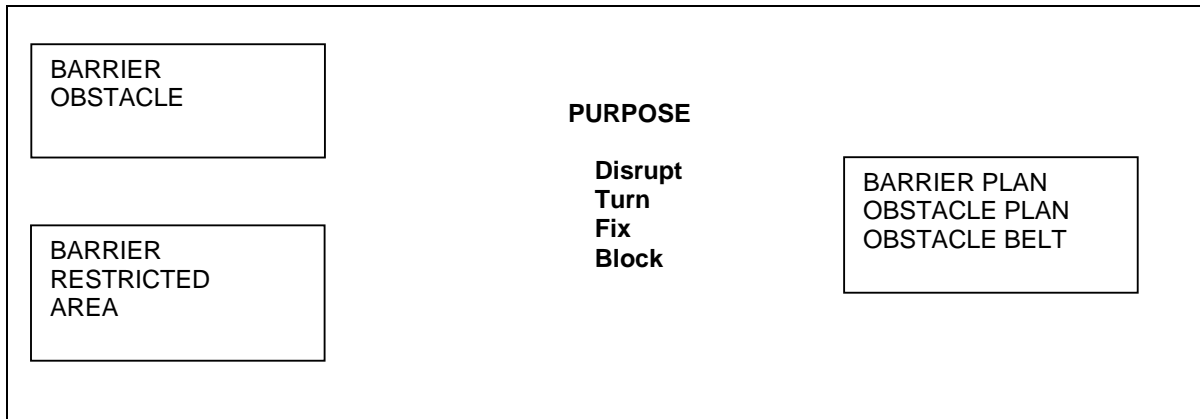 BARRIER
OBSTACLE
BARRIER
RESTRICTED
AREA
PURPOSE
Disrupt
Turn
Fix
Block
BARRIER PLAN
OBSTACLE PLAN
OBSTACLE BELT